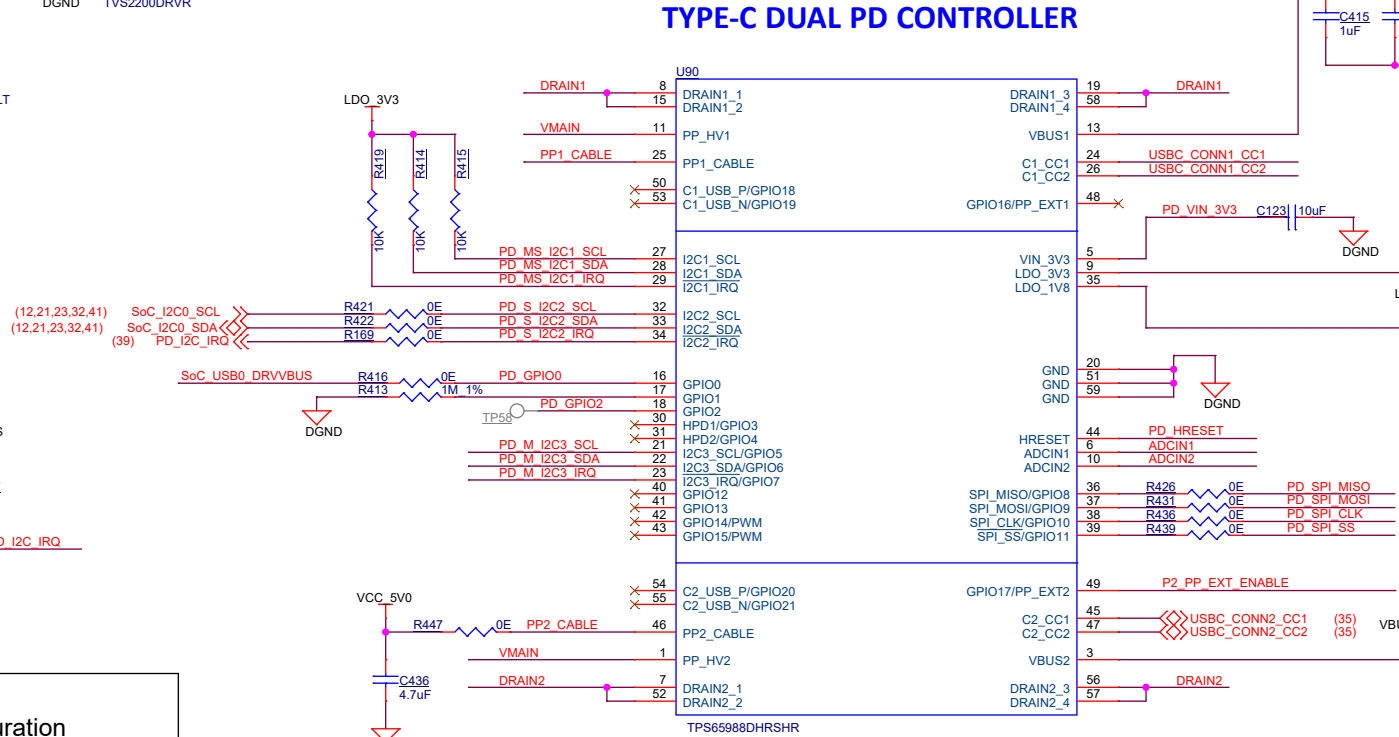 DGND TVS2200DRVR
TYPE-C DUAL PD CONTROLLER
C415
1uF
LT
LDO_3V3
R419
R414
R415
10K
10K
10K
U90
DRAIN1 8 DRAIN1_1
15 DRAIN1_2
VMAIN 11 PP_HV1
PP1_CABLE 25 PP1_CABLE
50 C1_USB_P/GPIO18
53 C1_USB_N/GPIO19
DRAIN1_3 19 DRAIN1
DRAIN1_4 58
VBUS1 13
C1_CC1 24 USBC_CONN1_CC1
C1_CC2 26 USBC_CONN1_CC2
GPIO16/PP_EXT1 48
PD_VIN_3V3 C123 10uF
DGND
PD_MS_I2C1_SCL 27 I2C1_SCL
PD_MS_I2C1_SDA 28 I2C1_SDA
PD_MS_I2C1_IRQ 29 I2C1_IRQ
VIN_3V3 5
LDO_3V3 9
LDO_1V8 35
(12,21,23,32,41) SoC_I2C0_SCL R421 0E PD_S_I2C2_SCL 32 I2C2_SCL
(12,21,23,32,41) SoC_I2C0_SDA R422 0E PD_S_I2C2_SDA 33 I2C2_SDA
(39) PD_I2C_IRQ R169 0E PD_S_I2C2_IRQ 34 I2C2_IRQ
SoC_USB0_DRVVBUS R416 0E PD_GPIO0 16 GPIO0
R413 1M_1% 17 GPIO1
DGND
TP58 PD_GPIO2 18 GPIO2
30 HPD1/GPIO3
31 HPD2/GPIO4
PD_M_I2C3_SCL 21 I2C3_SCL/GPIO5
PD_M_I2C3_SDA 22 I2C3_SDA/GPIO6
PD_M_I2C3_IRQ 23 I2C3_IRQ/GPIO7
40 GPIO12
41 GPIO13
42 GPIO14/PWM
43 GPIO15/PWM
GND 20
GND 51
GND 59
DGND
HRESET 44 PD_HRESET
ADCIN1 6 ADCIN1
ADCIN2 10 ADCIN2
SPI_MISO/GPIO8 36 R426 0E PD_SPI_MISO
SPI_MOSI/GPIO9 37 R431 0E PD_SPI_MOSI
SPI_CLK/GPIO10 38 R436 0E PD_SPI_CLK
SPI_SS/GPIO11 39 R439 0E PD_SPI_SS
_I2C_IRQ
VCC_5V0
54 C2_USB_P/GPIO20
55 C2_USB_N/GPIO21
R447 0E PP2_CABLE 46 PP2_CABLE
VMAIN 1 PP_HV2
C436
4.7uF
DRAIN2 7 DRAIN2_1
52 DRAIN2_2
GPIO17/PP_EXT2 49 P2_PP_EXT_ENABLE
C2_CC1 45 USBC_CONN2_CC1 (35)
C2_CC2 47 USBC_CONN2_CC2 (35)
VBU
VBUS2 3
DRAIN2_3 56 DRAIN2
DRAIN2_4 57
TPS65988DHRSHR
uration